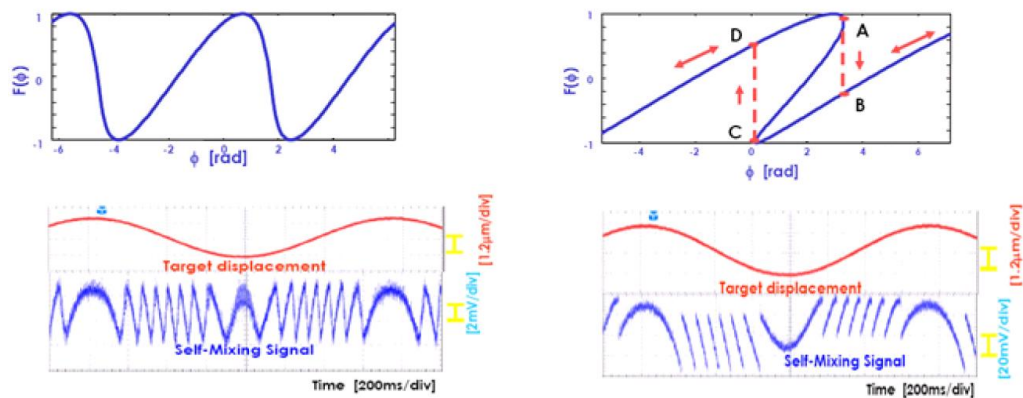 1
0
-1
F(ϕ)
-6 -4 -2 0 2 4
ϕ [rad]
1
0
-1
F(ϕ)
-4 -2 0 2 4 6
ϕ [rad]
D
A
B
C
Target displacement
[1.2µm/div]
Self-Mixing Signal
[2mV/div]
Time [200ms/div]
Target displacement
[1.2µm/div]
Self-Mixing Signal
[20mV/div]
Time [200ms/div]